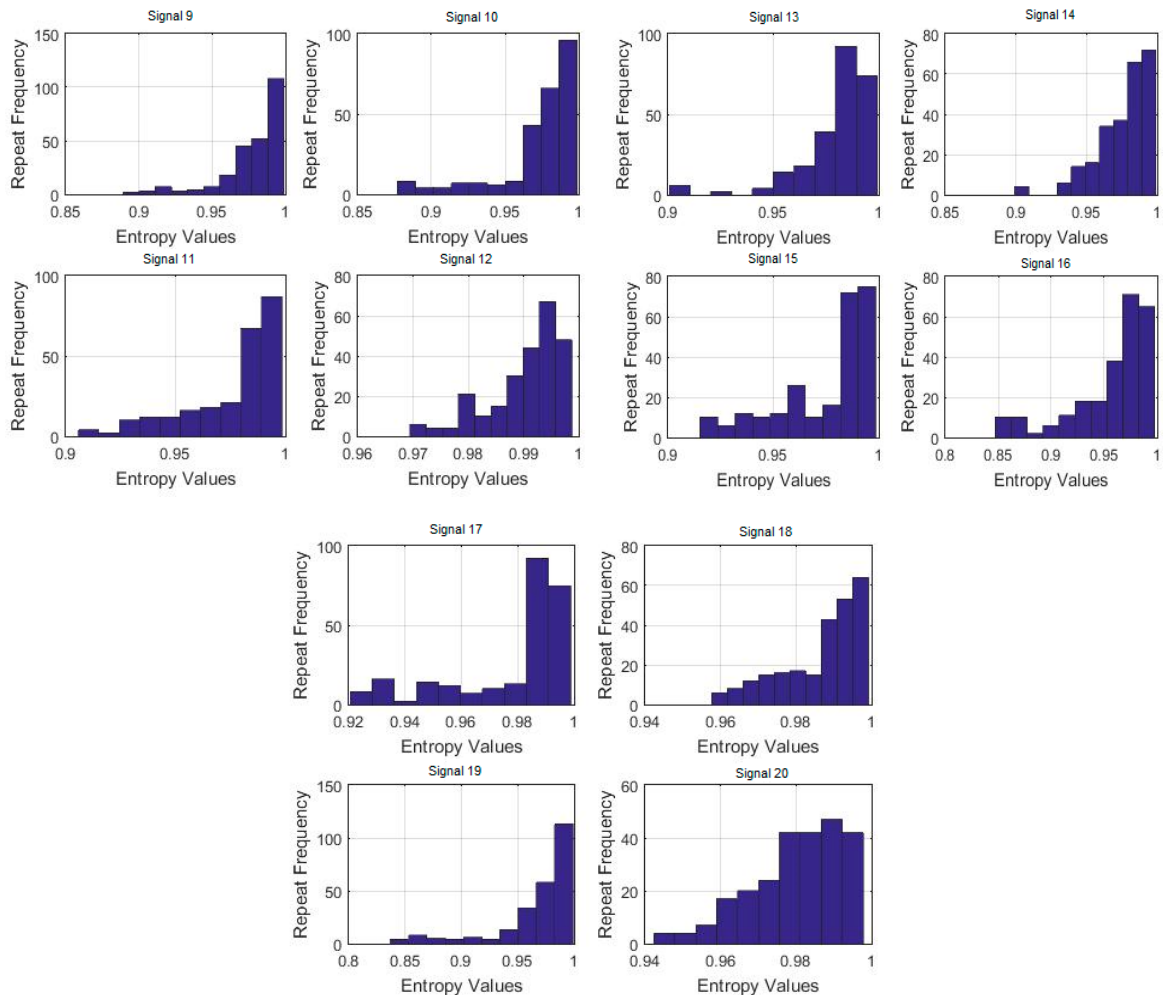 Signal 9
Repeat Frequency
150
100
50
0
0.85
0.9
0.95
1
Entropy Values
Signal 10
Repeat Frequency
100
50
0
0.85
0.9
0.95
1
Entropy Values
Signal 13
Repeat Frequency
100
50
0
0.9
0.95
1
Entropy Values
Signal 14
Repeat Frequency
80
60
40
20
0
0.85
0.9
0.95
1
Entropy Values
Signal 11
Repeat Frequency
100
50
0
0.9
0.95
1
Entropy Values
Signal 12
Repeat Frequency
80
60
40
20
0
0.96
0.97
0.98
0.99
1
Entropy Values
Signal 15
Repeat Frequency
80
60
40
20
0
0.9
0.95
1
Entropy Values
Signal 16
Repeat Frequency
80
60
40
20
0
0.8
0.85
0.9
0.95
1
Entropy Values
Signal 17
Repeat Frequency
100
50
0
0.92
0.94
0.96
0.98
1
Entropy Values
Signal 18
Repeat Frequency
80
60
40
20
0
0.94
0.96
0.98
1
Entropy Values
Signal 19
Repeat Frequency
150
100
50
0
0.8
0.85
0.9
0.95
1
Entropy Values
Signal 20
Repeat Frequency
60
40
20
0
0.94
0.96
0.98
1
Entropy Values